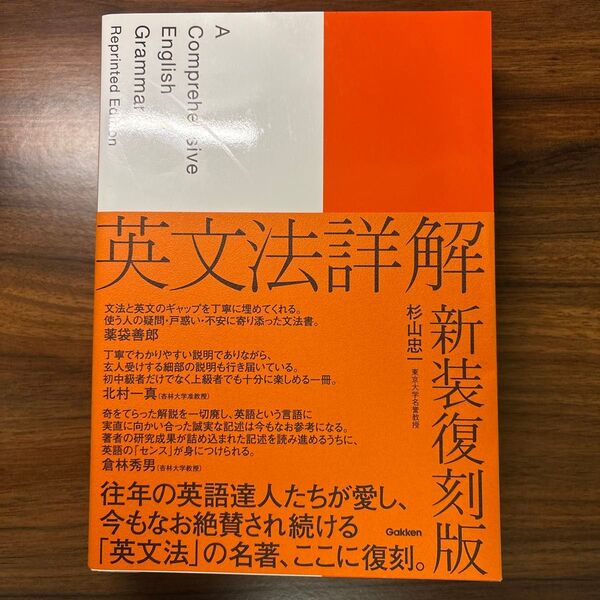 A
Comprehensive
English
Grammar
Reprinted Edition
英文法詳解
新装復刻版
杉山忠一
東京大学名誉教授
文法と英文のギャップを丁寧に埋めてくれる。
使う人の疑問・戸惑い・不安に寄り添った文法書。
薬袋善郎
丁寧でわかりやすい説明でありながら、
玄人受けする細部の説明も行き届いている。
初中級者だけでなく上級者でも十分に楽しめる一冊。
北村一真(杏林大学准教授)
奇をてらった解説を一切廃し、英語という言語に
実直に向かい合った誠実な記述は今もなお参考になる。
著者の研究成果が詰め込まれた記述を読み進めるうちに、
英語の「センス」が身につけられる。
倉林秀男(杏林大学教授)
往年の英語達人たちが愛し、
今もなお絶賛され続ける
「英文法」の名著、ここに復刻。
Gakken